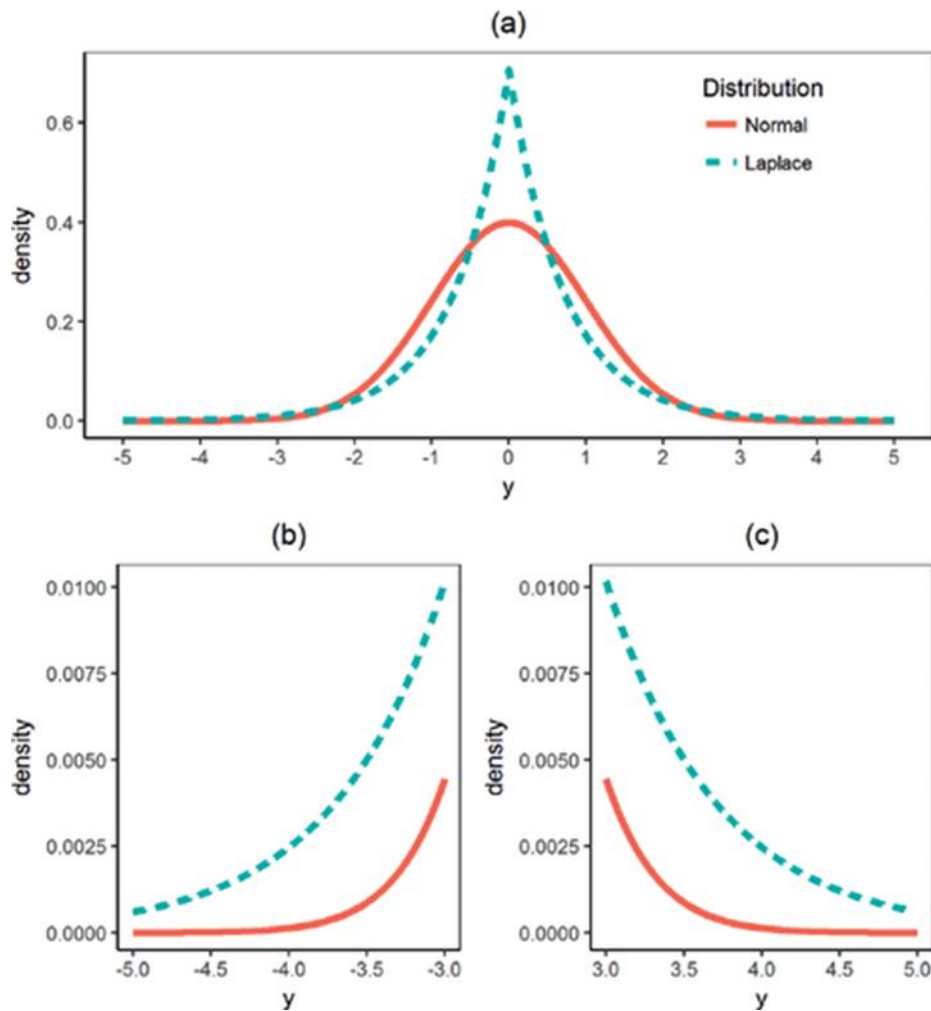 (a)
Distribution
Normal
Laplace
0.6
0.4
0.2
0.0
density
-5 -4 -3 -2 -1 0 1 2 3 4 5
y
(b)
0.0100
0.0075
0.0050
0.0025
0.0000
density
-5.0 -4.5 -4.0 -3.5 -3.0
y
(c)
0.0100
0.0075
0.0050
0.0025
0.0000
density
3.0 3.5 4.0 4.5 5.0
y